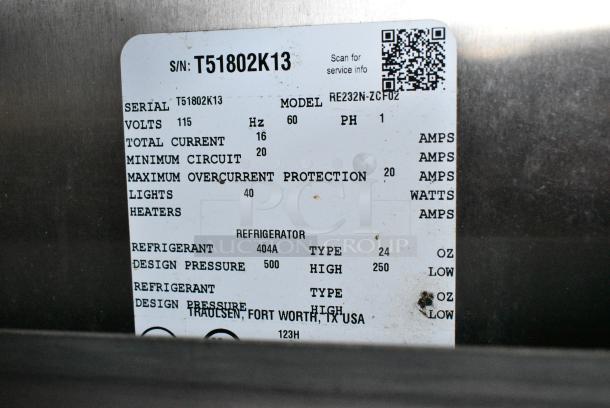 S/N: T51802K13
Scan for
service info
SERIAL T51802K13 MODEL RE232N-ZCF02
VOLTS 115 Hz 60 PH 1
TOTAL CURRENT 16 AMPS
MINIMUM CIRCUIT 20 AMPS
MAXIMUM OVERCURRENT PROTECTION 20 AMPS
LIGHTS 40 WATTS
HEATERS AMPS
PCI
AUCTION GROUP
REFRIGERATOR
REFRIGERANT 404A TYPE 24 OZ
DESIGN PRESSURE 500 HIGH 250 LOW
REFRIGERANT TYPE OZ
DESIGN PRESSURE HIGH LOW
TRAULSEN, FORT WORTH, TX USA
123H